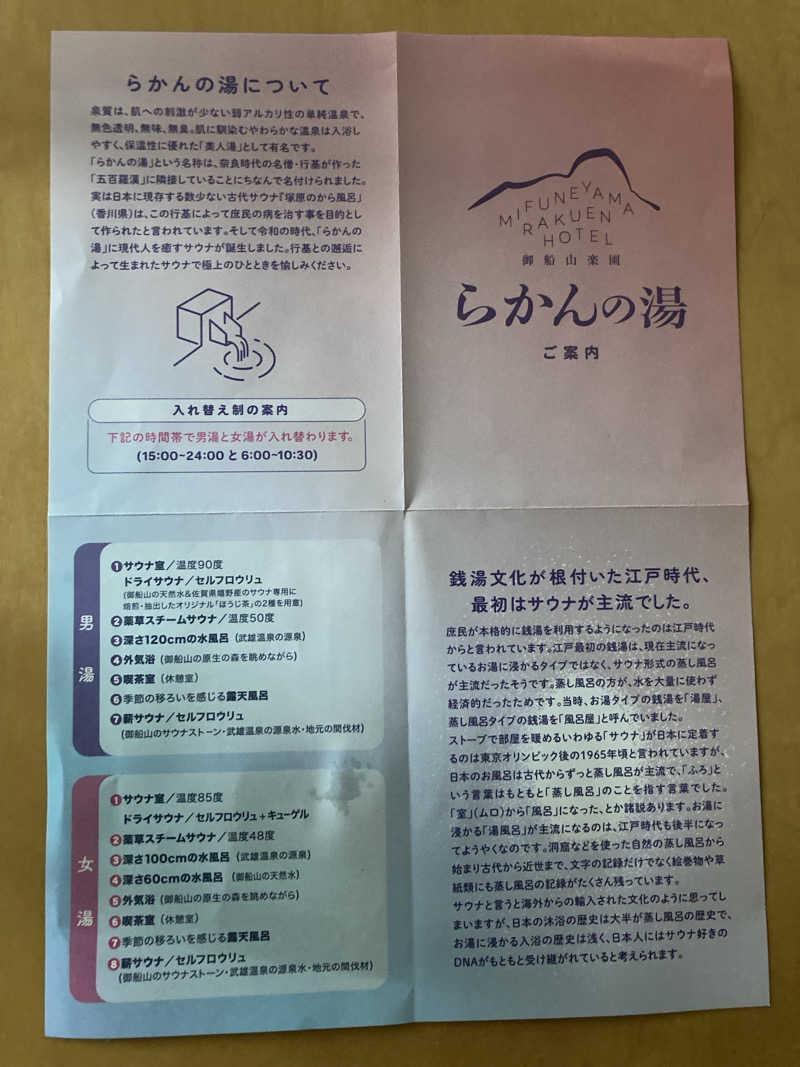 らかんの湯について
泉質は、肌への刺激が少ない弱アルカリ性の単純温泉で、
無色透明、無味、無臭。肌に馴染むやわらかな温泉は入浴し
やすく、保温性に優れた「美人湯」として有名です。
「らかんの湯」という名称は、奈良時代の名僧・行基が作った
「五百羅漢」に隣接していることにちなんで名付けられました。
実は日本に現存する数少ない古代サウナ『塚原のから風呂』
(香川県)は、この行基によって庶民の病を治す事を目的とし
て作られたと言われています。そして令和の時代、「らかんの
湯」に現代人を癒すサウナが誕生しました。行基との邂逅に
よって生まれたサウナで極上のひとときを愉しみください。
入れ替え制の案内
下記の時間帯で男湯と女湯が入れ替わります。
(15:00~24:00 と 6:00~10:30)
MIFUNEYAMA
RAKUEN
HOTEL
御船山楽園
らかんの湯
ご案内
男湯
❶サウナ室／温度90度
ドライサウナ／セルフロウリュ
(御船山の天然水&佐賀県嬉野産のサウナ専用に
焙煎・抽出したオリジナル「ほうじ茶」の2種を用意)
❷薬草スチームサウナ／温度50度
❸深さ120cmの水風呂 (武雄温泉の源泉)
❹外気浴 (御船山の原生の森を眺めながら)
❺喫茶室 (休憩室)
❻季節の移ろいを感じる露天風呂
❼薪サウナ／セルフロウリュ
(御船山のサウナストーン・武雄温泉の源泉水・地元の間伐材)
女湯
❶サウナ室／温度85度
ドライサウナ／セルフロウリュ+キューゲル
❷薬草スチームサウナ／温度48度
❸深さ100cmの水風呂 (武雄温泉の源泉)
❹深さ60cmの水風呂 (御船山の天然水)
❺外気浴 (御船山の原生の森を眺めながら)
❻喫茶室 (休憩室)
❼季節の移ろいを感じる露天風呂
❽薪サウナ／セルフロウリュ
(御船山のサウナストーン・武雄温泉の源泉水・地元の間伐材)
銭湯文化が根付いた江戸時代、
最初はサウナが主流でした。
庶民が本格的に銭湯を利用するようになったのは江戸時代
からと言われています。江戸最初の銭湯は、現在主流になっ
ているお湯に浸かるタイプではなく、サウナ形式の蒸し風呂
が主流だったそうです。蒸し風呂の方が、水を大量に使わず
経済的だったためです。当時、お湯タイプの銭湯を「湯屋」、
蒸し風呂タイプの銭湯を「風呂屋」と呼んでいました。
ストーブで部屋を暖めるいわゆる「サウナ」が日本に定着す
るのは東京オリンピック後の1965年頃と言われていますが、
日本のお風呂は古代からずっと蒸し風呂が主流で、「ふろ」と
いう言葉はもともと「蒸し風呂」のことを指す言葉でした。
「室」(ムロ)から「風呂」になった、とか諸説あります。お湯に
浸かる「湯風呂」が主流になるのは、江戸時代も後半になっ
てようやくなのです。洞窟などを使った自然の蒸し風呂から
始まり古代から近世まで、文字の記録だけでなく絵巻物や草
紙類にも蒸し風呂の記録がたくさん残っています。
サウナと言うと海外からの輸入された文化のように思ってし
まいますが、日本の沐浴の歴史は大半が蒸し風呂の歴史で、
お湯に浸かる入浴の歴史は浅く、日本人にはサウナ好きの
DNAがもともと受け継がれていると考えられます。